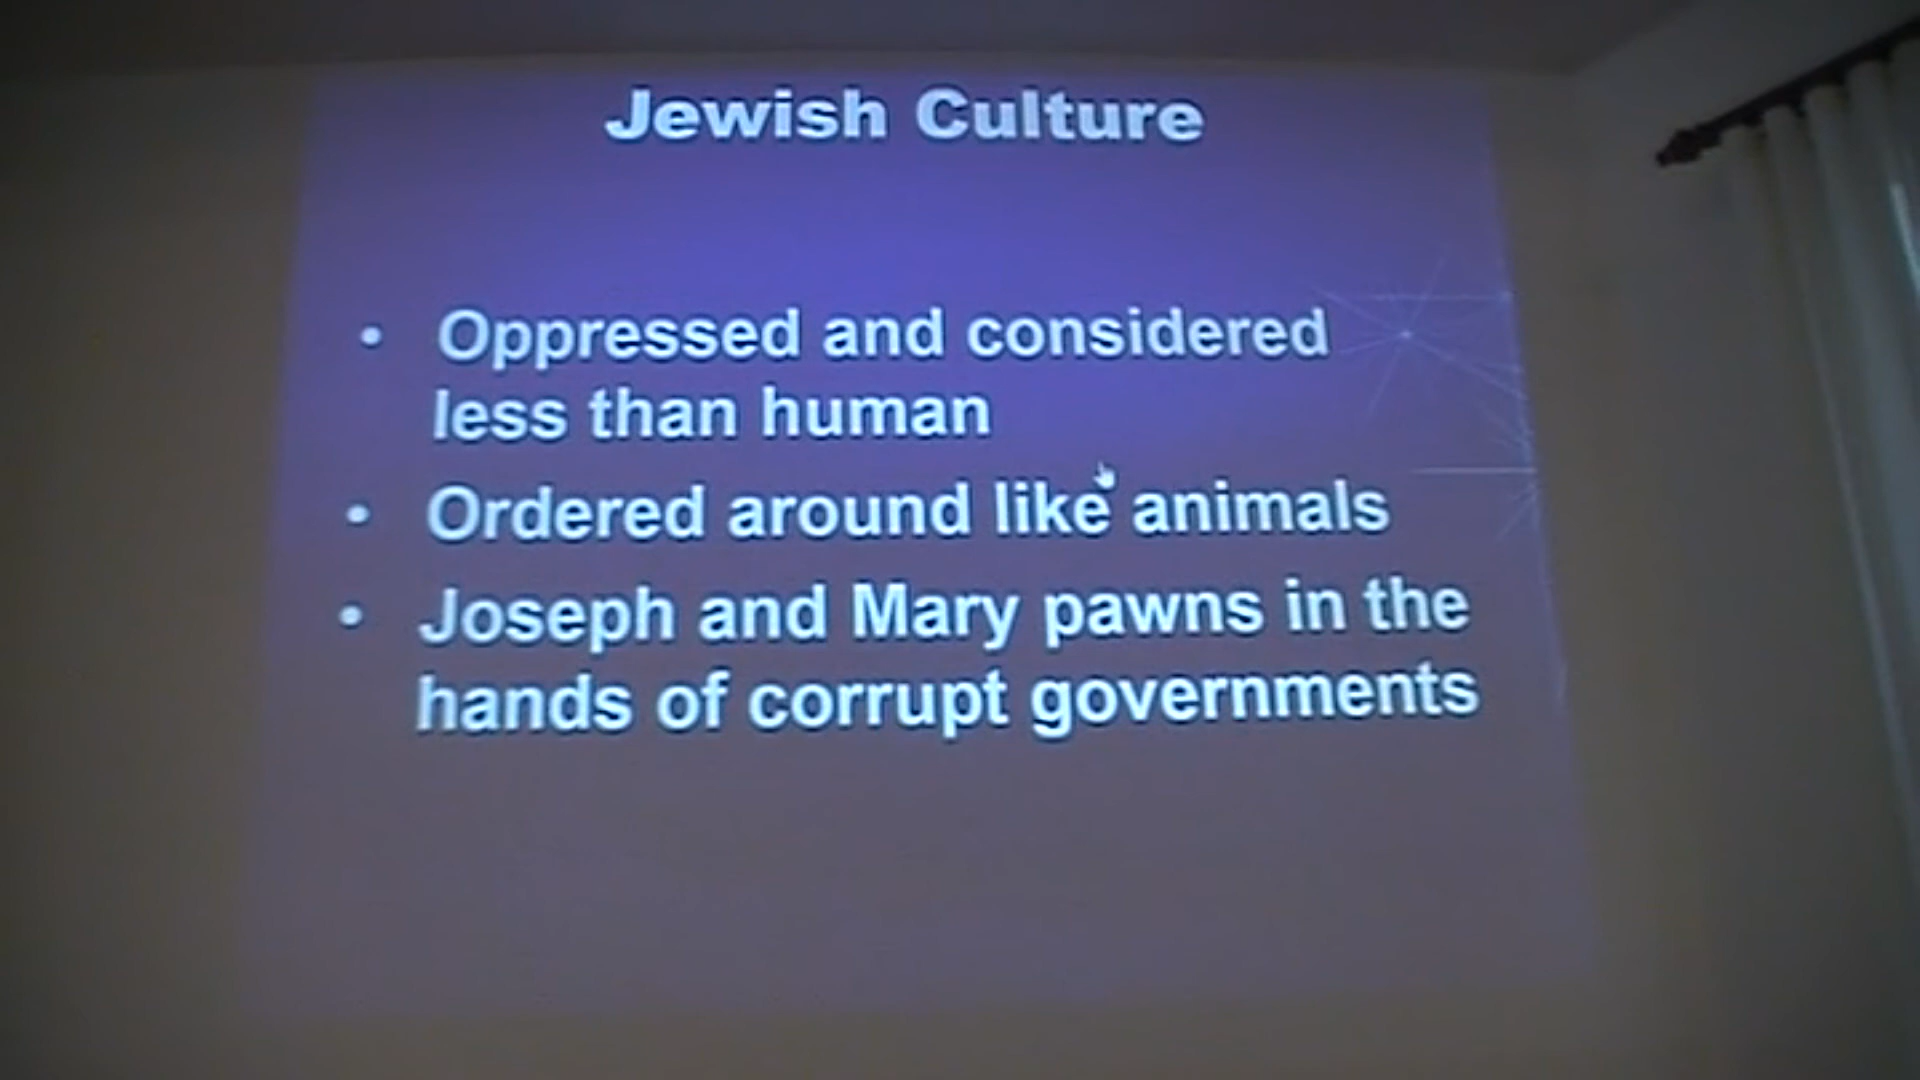 Jewish Culture
• Oppressed and considered
less than human
• Ordered around like animals
• Joseph and Mary pawns in the
hands of corrupt governments